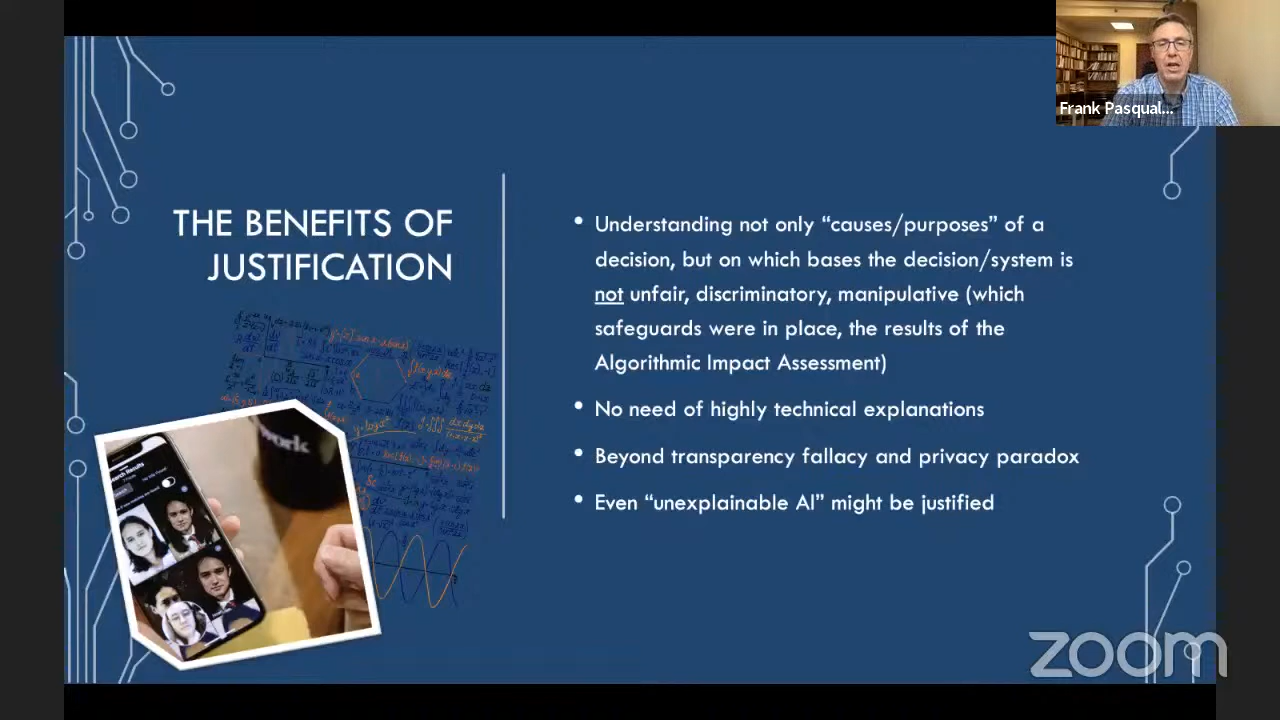 Frank Pasqual...
THE BENEFITS OF
JUSTIFICATION
• Understanding not only “causes/purposes” of a
decision, but on which bases the decision/system is
not unfair, discriminatory, manipulative (which
safeguards were in place, the results of the
Algorithmic Impact Assessment)
• No need of highly technical explanations
• Beyond transparency fallacy and privacy paradox
• Even “unexplainable AI” might be justified
work
zoom